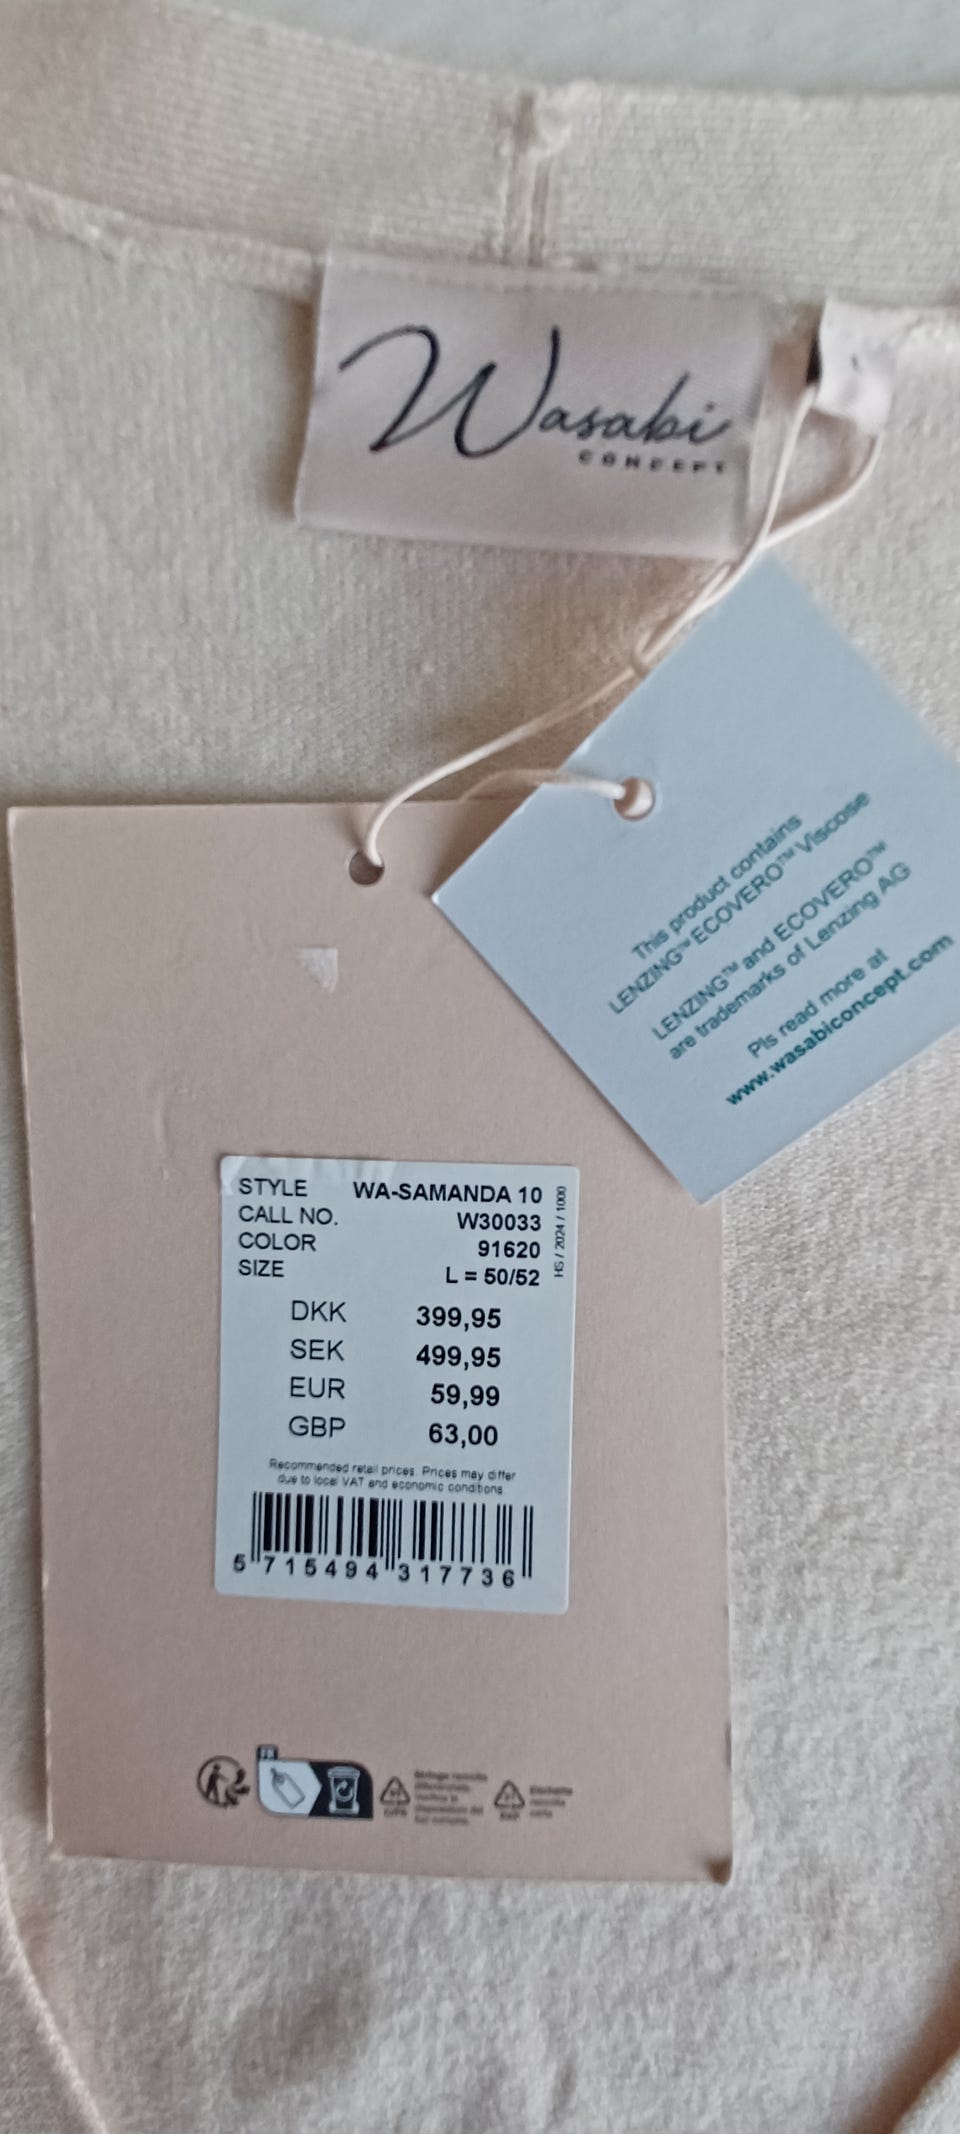 Wasabi
CONCEPT
This product contains
LENZING™ ECOVERO™ Viscose
LENZING™ and ECOVERO™
are trademarks of Lenzing AG
Pls read more at
www.wasabiconcept.com
STYLE WA-SAMANDA 10
CALL NO. W30033
COLOR 91620
SIZE L = 50/52
HS / 2024 / 1000
DKK 399,95
SEK 499,95
EUR 59,99
GBP 63,00
Recommended retail prices. Prices may differ
due to local VAT and economic conditions
5 715494 317736
FR